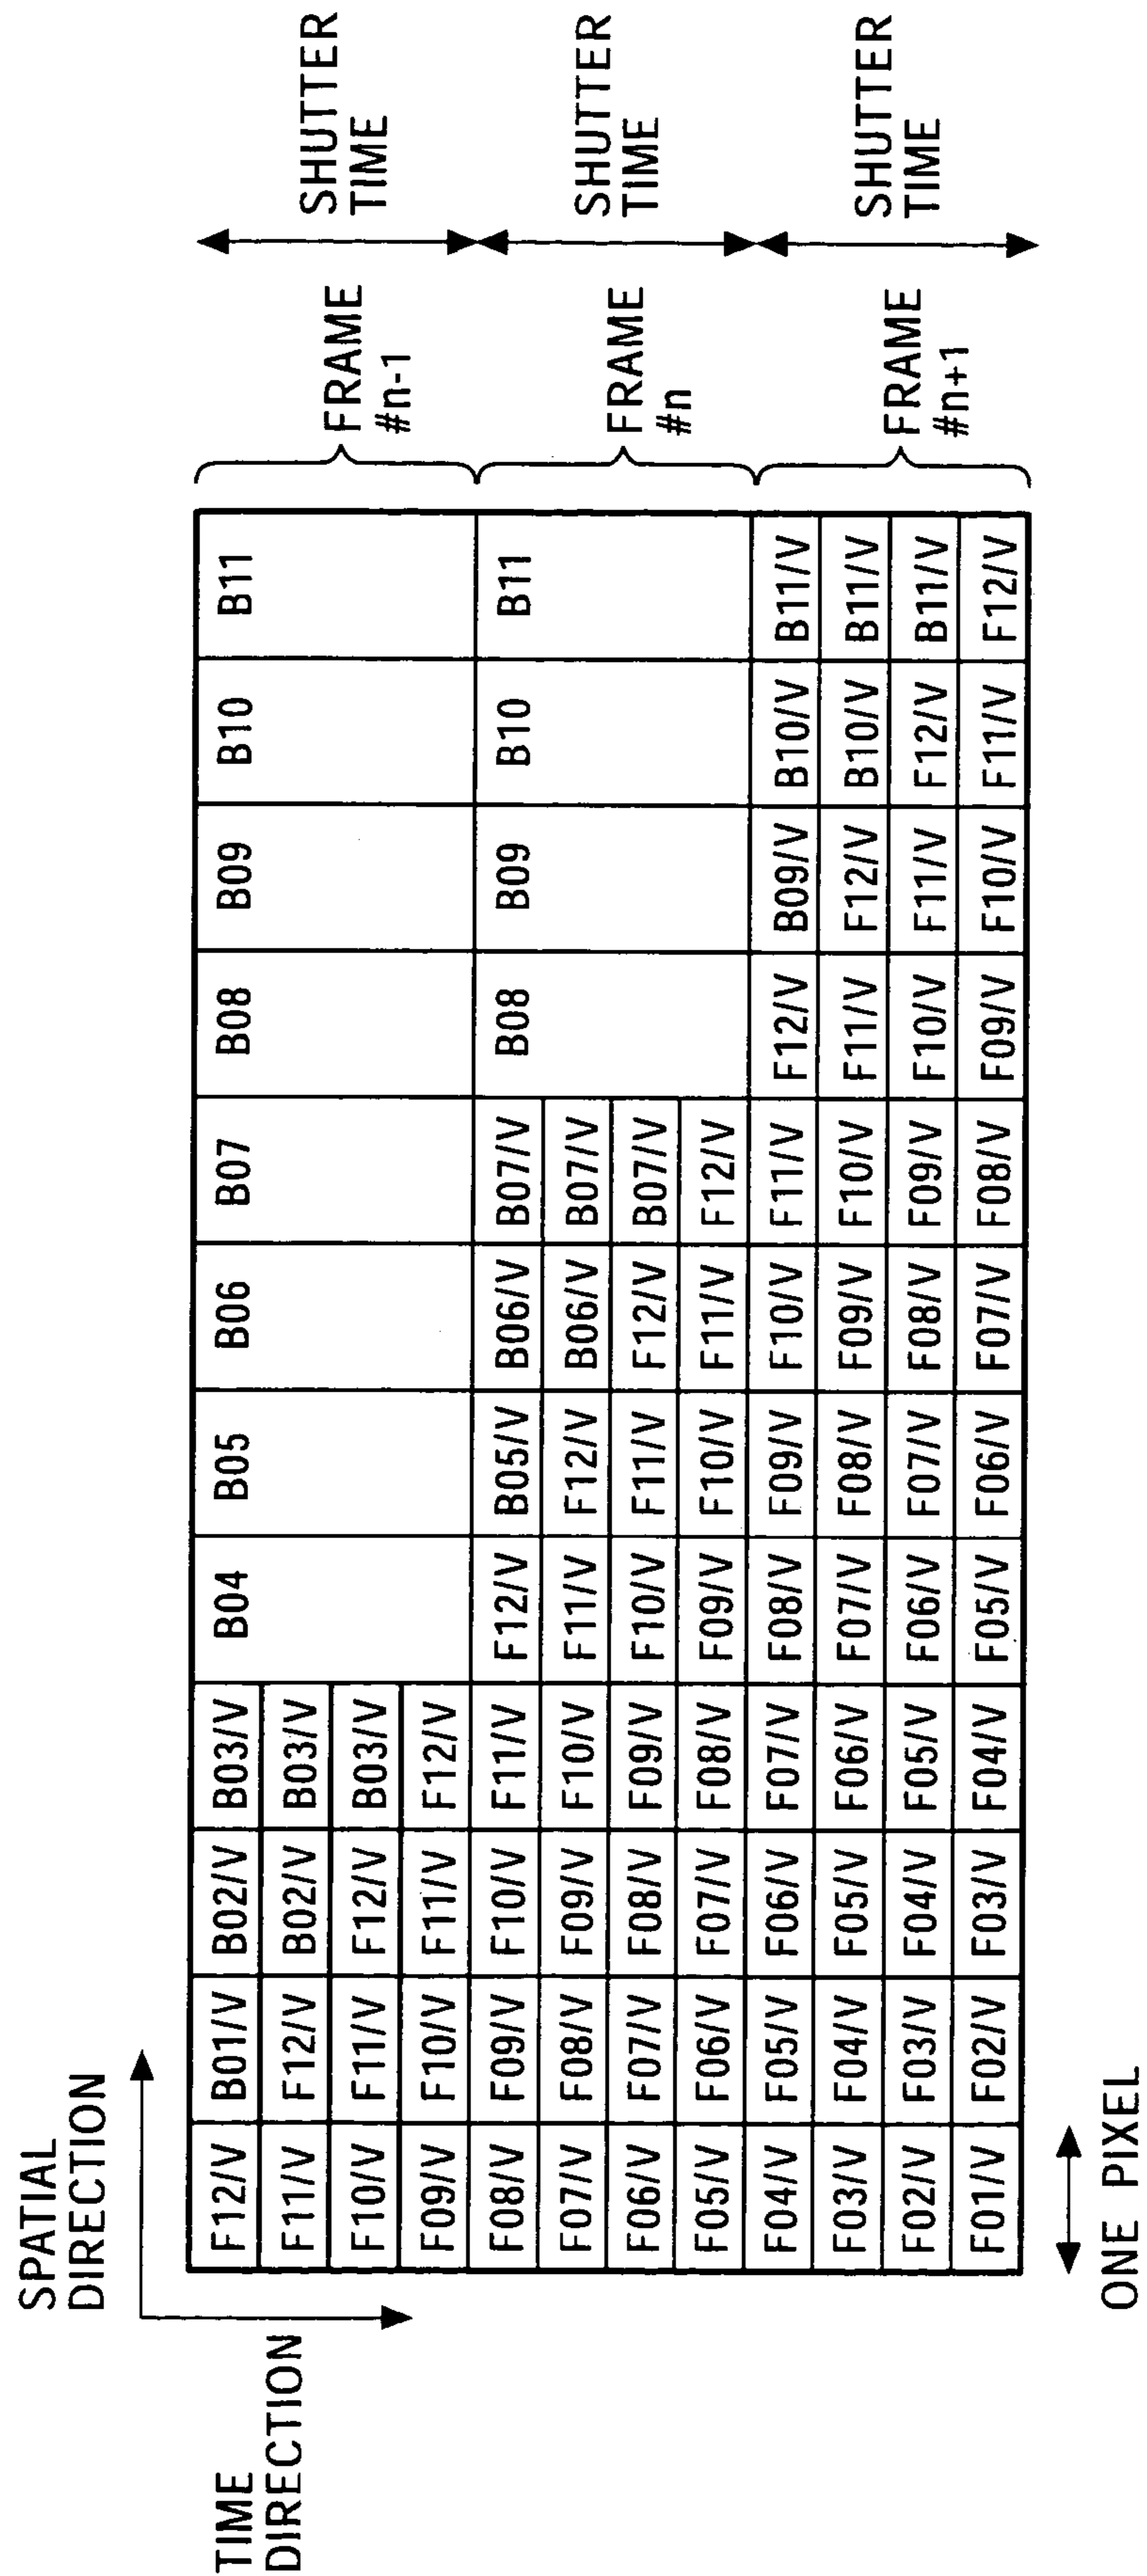 SPATIAL
DIRECTION
TIME
DIRECTION
F12/V B01/V B02/V B03/V B04 B05 B06 B07 B08 B09 B10 B11
F11/V F12/V B02/V B03/V
F10/V F11/V F12/V B03/V
F09/V F10/V F11/V F12/V
FRAME
#n-1
SHUTTER
TIME
F08/V F09/V F10/V F11/V F12/V B05/V B06/V B07/V B08 B09 B10 B11
F07/V F08/V F09/V F10/V F11/V F12/V B06/V B07/V
F06/V F07/V F08/V F09/V F10/V F11/V F12/V B07/V
F05/V F06/V F07/V F08/V F09/V F10/V F11/V F12/V
FRAME
#n
SHUTTER
TIME
F04/V F05/V F06/V F07/V F08/V F09/V F10/V F11/V F12/V B09/V B10/V B11/V
F03/V F04/V F05/V F06/V F07/V F08/V F09/V F10/V F11/V F12/V B10/V B11/V
F02/V F03/V F04/V F05/V F06/V F07/V F08/V F09/V F10/V F11/V F12/V B11/V
F01/V F02/V F03/V F04/V F05/V F06/V F07/V F08/V F09/V F10/V F11/V F12/V
FRAME
#n+1
SHUTTER
TIME
ONE PIXEL